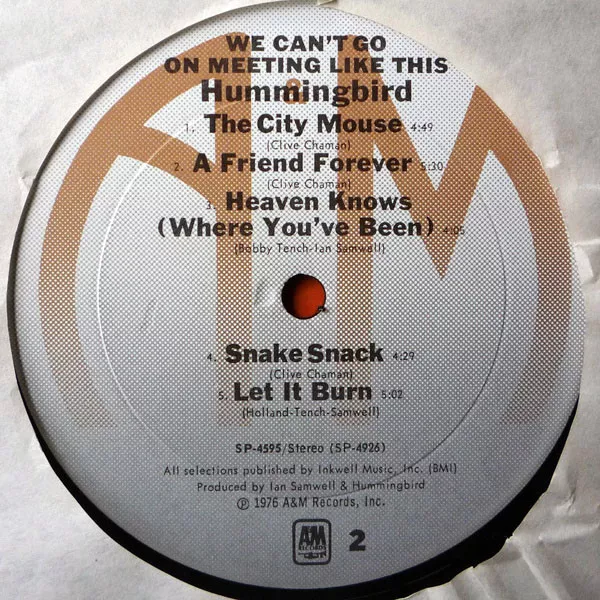 WE CAN'T GO
ON MEETING LIKE THIS
Hummingbird
1. The City Mouse 4:49
(Clive Chaman)
2. A Friend Forever 5:30
(Clive Chaman)
3. Heaven Knows
(Where You've Been) 4:05
(Bobby Tench-Ian Samwell)
4. Snake Snack 4:29
(Clive Chaman)
5. Let It Burn 5:02
(Holland-Tench-Samwell)
SP-4595/Stereo (SP-4926)
All selections published by Inkwell Music, Inc. (BMI)
Produced by Ian Samwell & Hummingbird
℗ 1976 A&M Records, Inc.
A&M
RECORDS
2